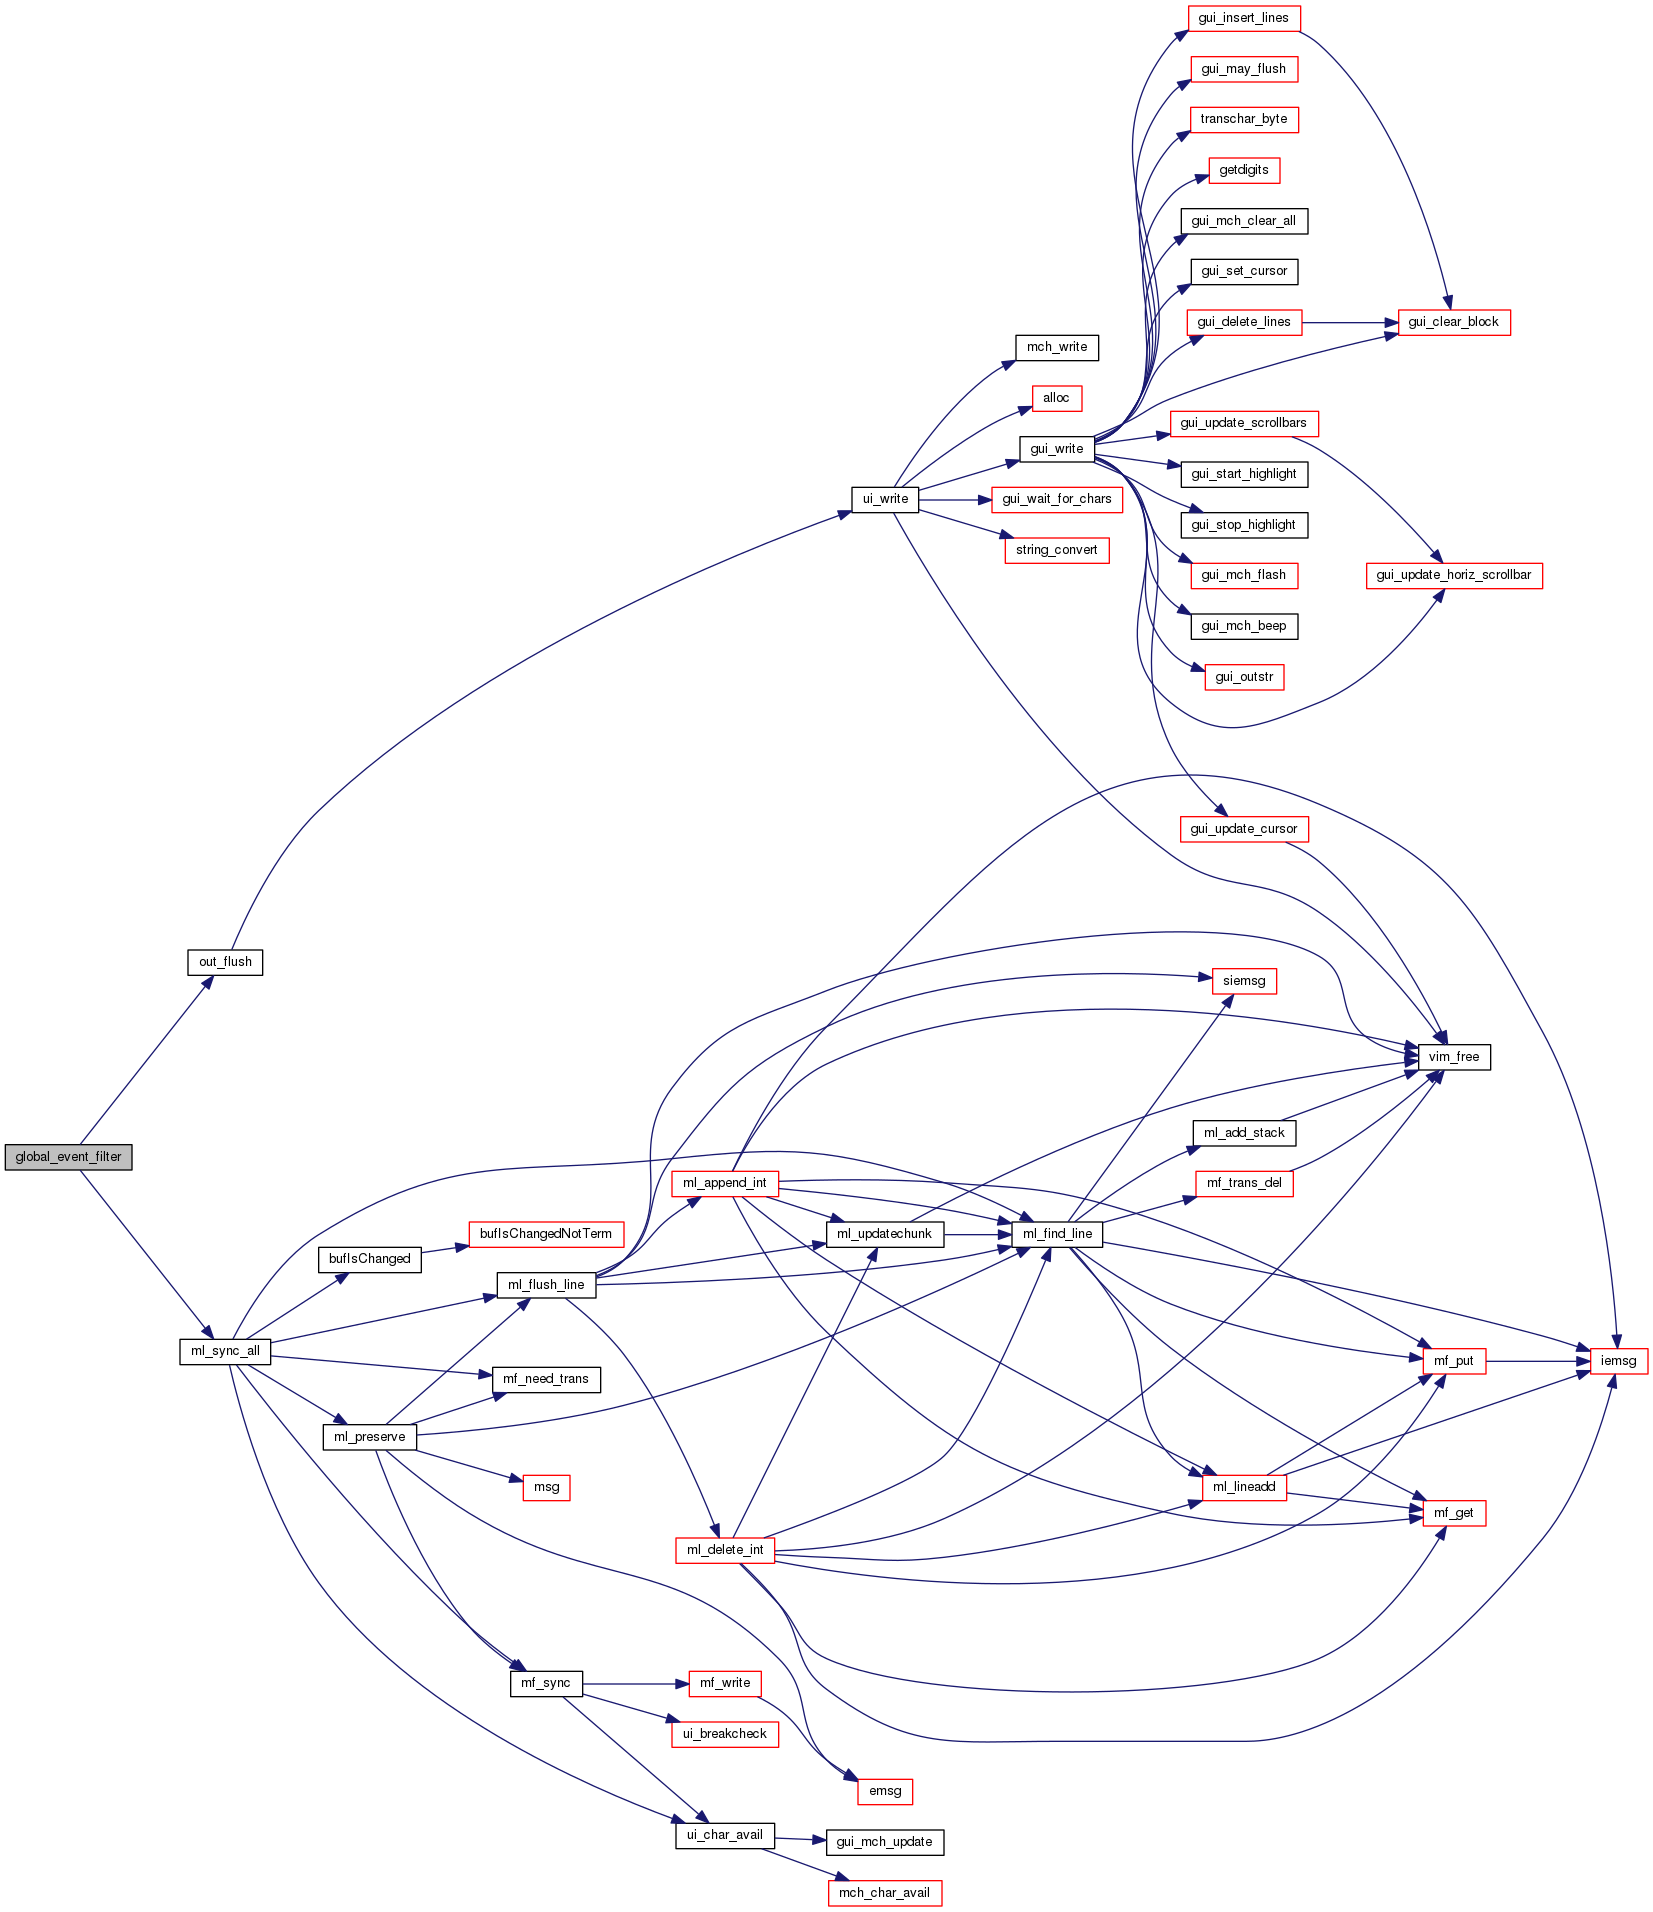 gui_insert_lines
gui_may_flush
transchar_byte
getdigits
gui_mch_clear_all
gui_set_cursor
gui_delete_lines
gui_clear_block
mch_write
alloc
gui_update_scrollbars
gui_write
gui_start_highlight
ui_write
gui_wait_for_chars
gui_stop_highlight
string_convert
gui_mch_flash
gui_update_horiz_scrollbar
gui_mch_beep
gui_outstr
gui_update_cursor
out_flush
siemsg
vim_free
ml_add_stack
global_event_filter
ml_append_int
mf_trans_del
bufIsChangedNotTerm
ml_updatechunk
ml_find_line
bufIsChanged
ml_flush_line
ml_sync_all
mf_put
iemsg
mf_need_trans
ml_preserve
msg
ml_lineadd
mf_get
ml_delete_int
mf_sync
mf_write
ui_breakcheck
emsg
ui_char_avail
gui_mch_update
mch_char_avail